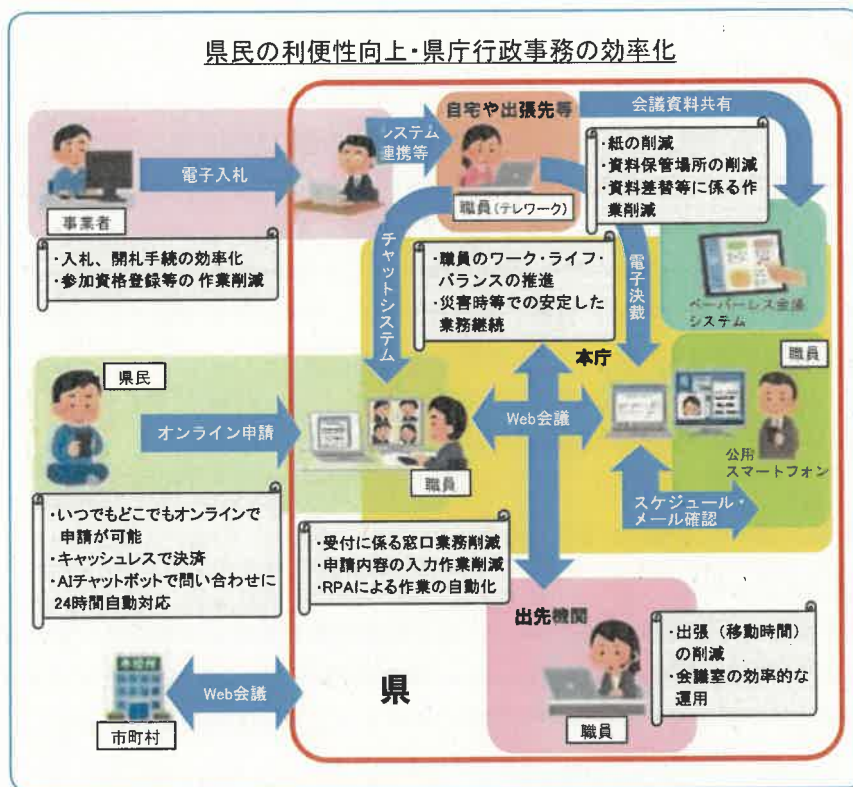 県民の利便性向上・県庁行政事務の効率化
自宅や出張先等
会議資料共有
システム
連携等
電子入札
・紙の削減
・資料保管場所の削減
・資料差替等に係る作
業削減
事業者
職員(テレワーク)
・入札、開札手続の効率化
・参加資格登録等の作業削減
チャットシステム
・職員のワーク・ライフ・
バランスの推進
・災害時等での安定した
業務継続
電子決裁
ペーパーレス会議
システム
本庁
職員
県民
オンライン申請
Web会議
職員
公用
スマートフォン
スケジュール・
メール確認
・いつでもどこでもオンラインで
申請が可能
・キャッシュレスで決済
・AIチャットボットで問い合わせに
24時間自動対応
・受付に係る窓口業務削減
・申請内容の入力作業削減
・RPAによる作業の自動化
出先機関
・出張(移動時間)
の削減
・会議室の効率的な
運用
市町村
Web会議
県
職員